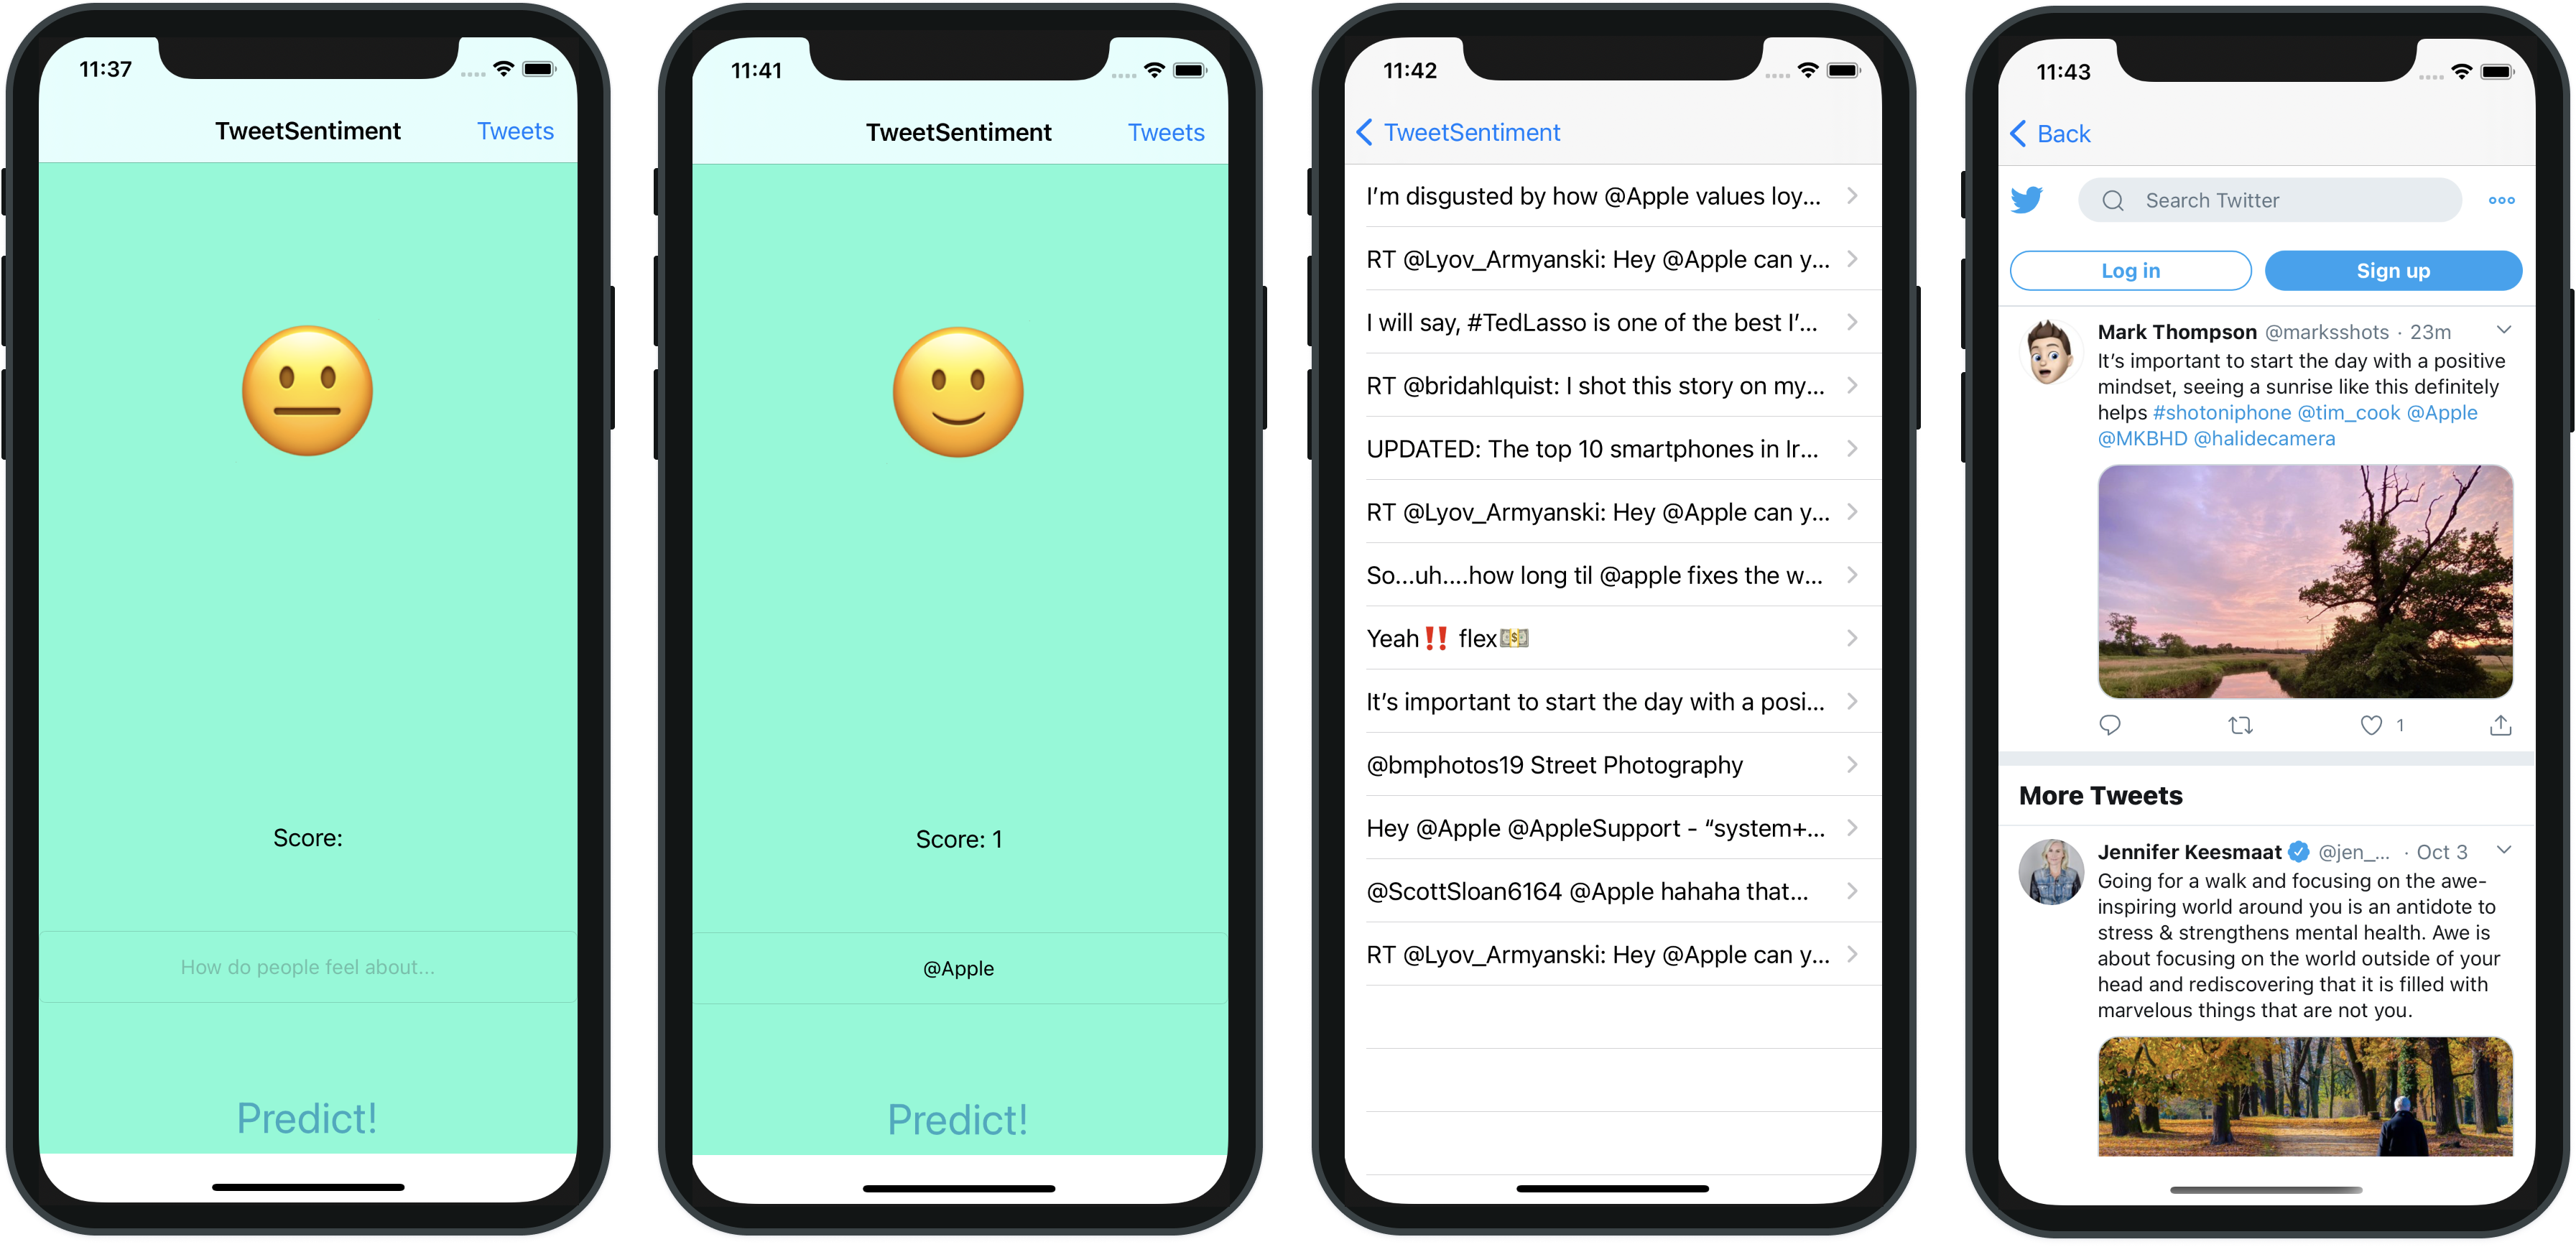 11:37
TweetSentiment Tweets
Score:
How do people feel about...
Predict!
11:41
TweetSentiment Tweets
Score: 1
@Apple
Predict!
11:42
TweetSentiment
I’m disgusted by how @Apple values loy...
RT @Lyov_Armyanski: Hey @Apple can y...
I will say, #TedLasso is one of the best I’...
RT @bridahlquist: I shot this story on my...
UPDATED: The top 10 smartphones in Ir...
RT @Lyov_Armyanski: Hey @Apple can y...
So...uh....how long til @apple fixes the w...
Yeah‼️ flex💵
It’s important to start the day with a posi...
@bmphotos19 Street Photography
Hey @Apple @AppleSupport - “system+...
@ScottSloan6164 @Apple hahaha that...
RT @Lyov_Armyanski: Hey @Apple can y...
11:43
Back
Search Twitter
Log in Sign up
Mark Thompson @marksshots · 23m
It’s important to start the day with a positive
mindset, seeing a sunrise like this definitely
helps #shotoniphone @tim_cook @Apple
@MKBHD @halidecamera
1
More Tweets
Jennifer Keesmaat @jen_... · Oct 3
Going for a walk and focusing on the awe-
inspiring world around you is an antidote to
stress & strengthens mental health. Awe is
about focusing on the world outside of your
head and rediscovering that it is filled with
marvelous things that are not you.